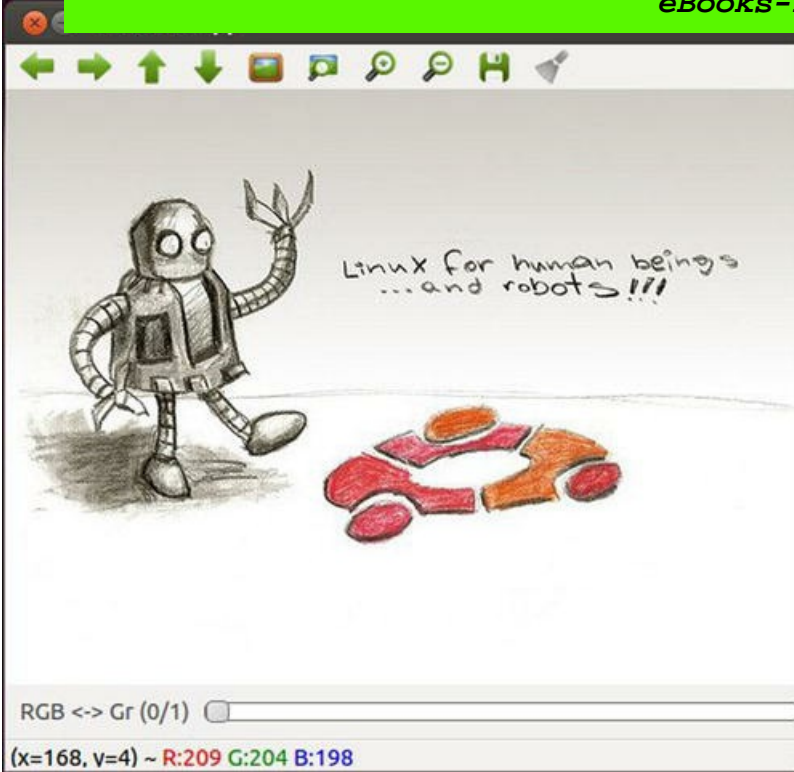 eBooks-
Linux for human beings
...and robots!!!
RGB <-> Gr (0/1)
(x=168, y=4) ~ R:209 G:204 B:198